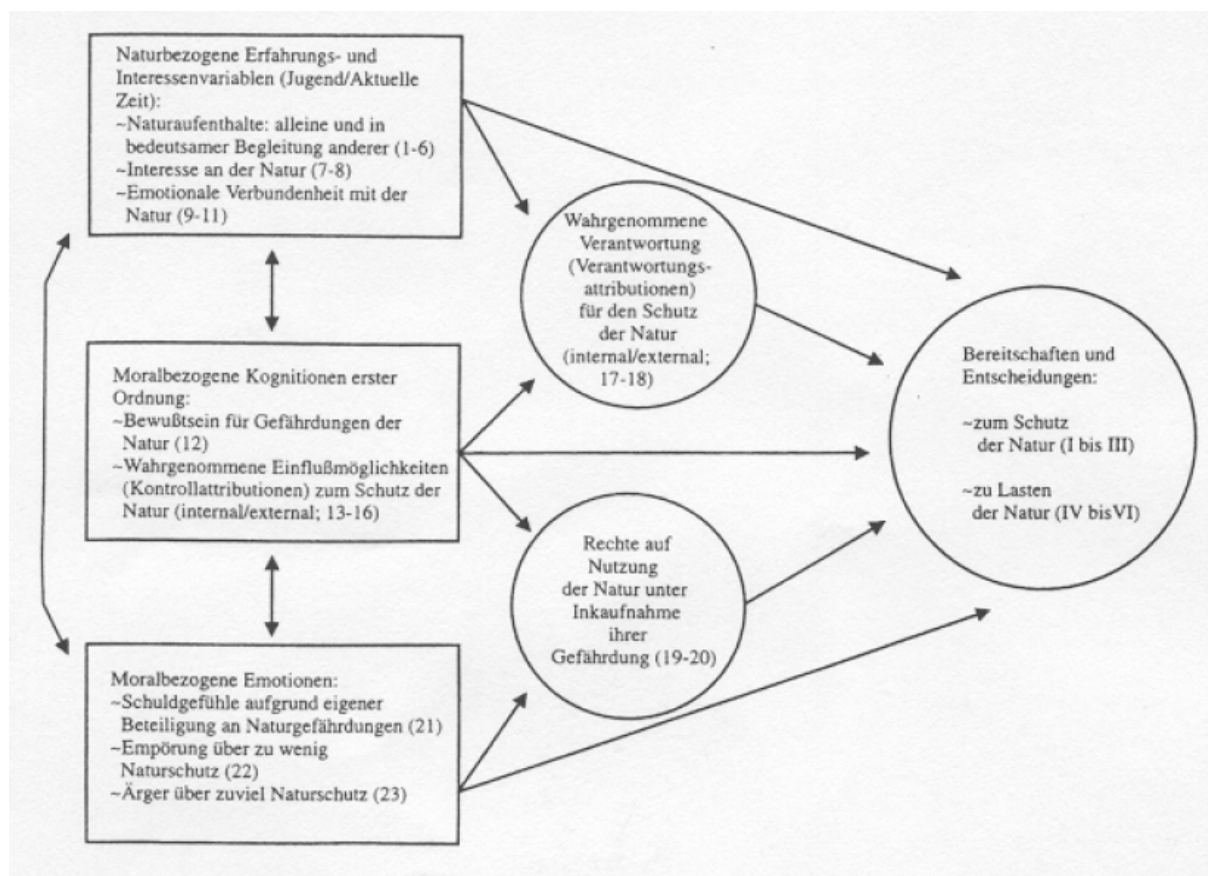 Naturbezogene Erfahrungs- und
Interessenvariablen (Jugend/Aktuelle
Zeit):
~Naturaufenthalte: alleine und in
bedeutsamer Begleitung anderer (1-6)
~Interesse an der Natur (7-8)
~Emotionale Verbundenheit mit der
Natur (9-11)
Wahrgenommene
Verantwortung
(Verantwortungs-
attributionen)
für den Schutz
der Natur
(internal/external;
17-18)
Moralbezogene Kognitionen erster
Ordnung:
~Bewußtsein für Gefährdungen der
Natur (12)
~Wahrgenommene Einflußmöglichkeiten
(Kontrollattributionen) zum Schutz der
Natur (internal/external; 13-16)
Bereitschaften und
Entscheidungen:
~zum Schutz
der Natur (I bis III)
~zu Lasten
der Natur (IV bisVI)
Rechte auf
Nutzung
der Natur unter
Inkaufnahme
ihrer
Gefährdung (19-20)
Moralbezogene Emotionen:
~Schuldgefühle aufgrund eigener
Beteiligung an Naturgefährdungen (21)
~Empörung über zu wenig
Naturschutz (22)
~Ärger über zuviel Naturschutz (23)